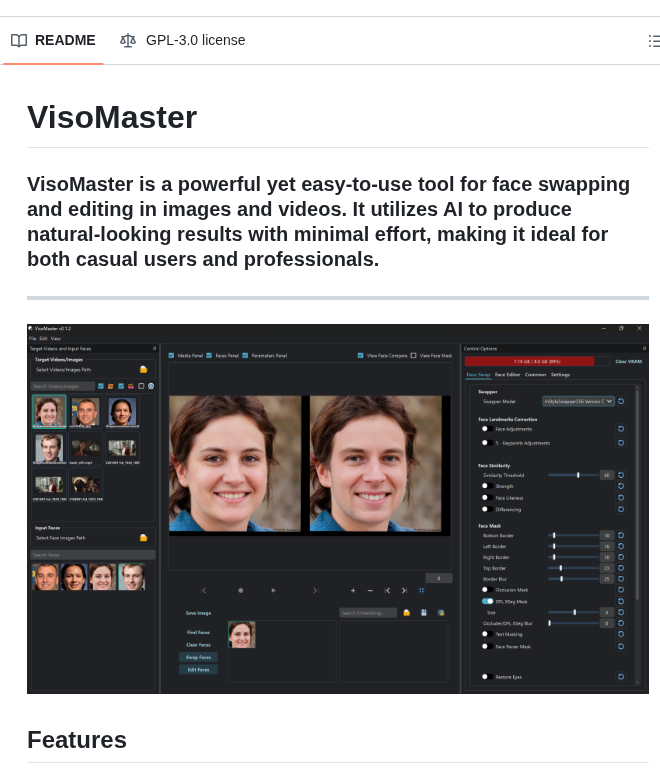 README
GPL-3.0 license
VisoMaster
VisoMaster is a powerful yet easy-to-use tool for face swapping
and editing in images and videos. It utilizes AI to produce
natural-looking results with minimal effort, making it ideal for
both casual users and professionals.
VisoMaster v0.1.2
File Edit View
Target Videos and Input Faces
Target Videos/Images
Select Videos/Images Path
Search Videos/Images
Input Faces
Select Face Images Path
Search Faces
Media Panel
Faces Panel
Parameters Panel
View Face Compare
View Face Mask
0
Save Image
Find Faces
Clear Faces
Swap Faces
Edit Faces
Search Embeddings
Control Options
Clear VRAM
Face Swap Face Editor Common Settings
Swapper
Swapper Model
Face Landmarks Correction
Face Adjustments
5 - Keypoints Adjustments
Face Similarity
Similarity Threshold 60
Strength
Face Likeness
Differencing
Face Mask
Bottom Border 10
Left Border 10
Right Border 10
Top Border
Border Blur
Occlusion Mask
DFL XSeg Mask
Size
Occluder/DFL XSeg Blur 0
Text Masking
Face Parser Mask
Restore Eyes
Features